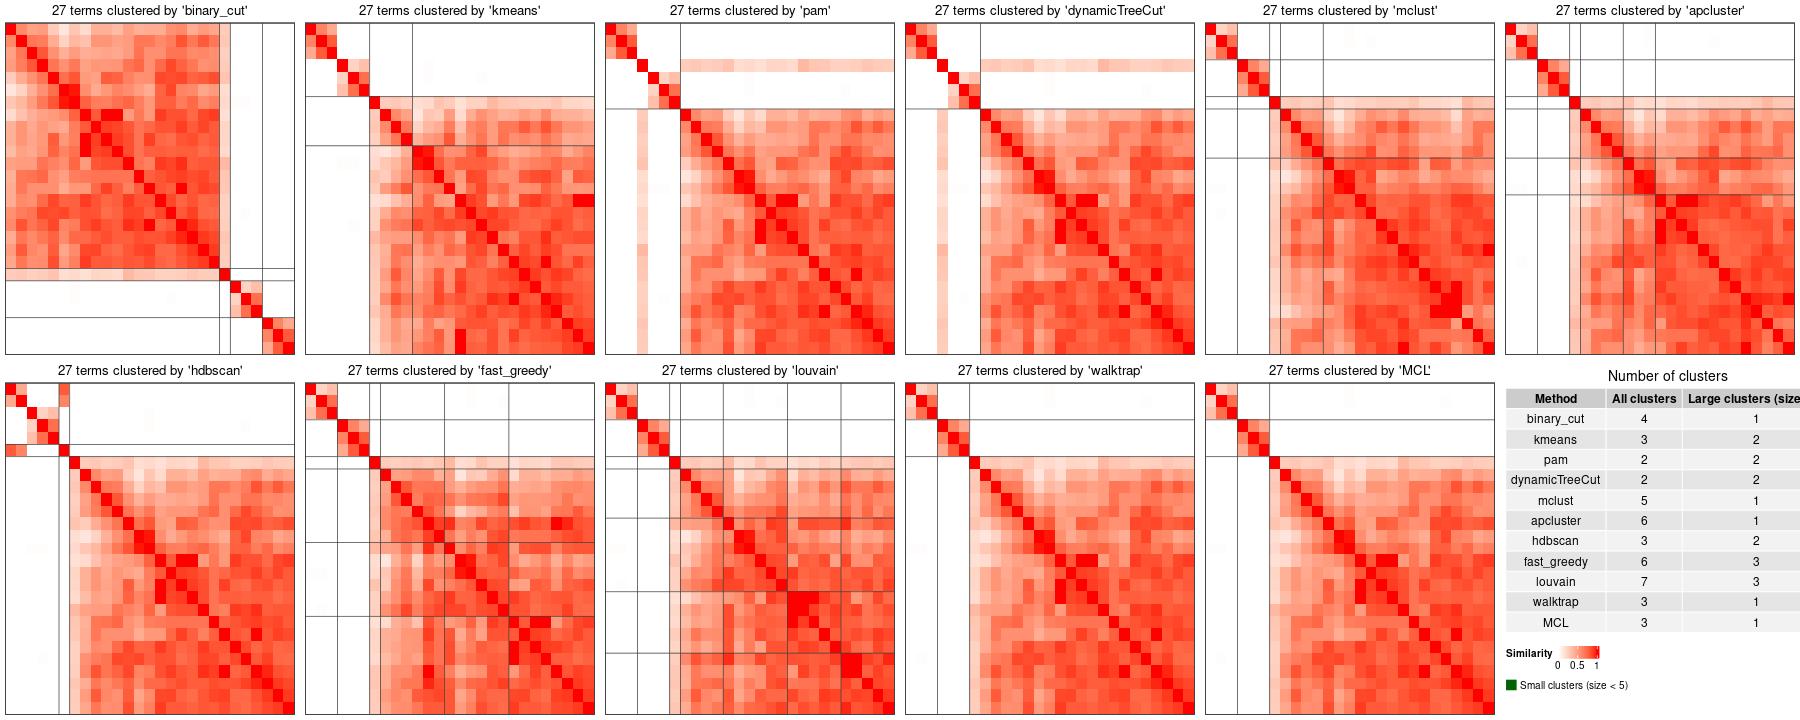 27 terms clustered by 'binary_cut'
27 terms clustered by 'kmeans'
27 terms clustered by 'pam'
27 terms clustered by 'dynamicTreeCut'
27 terms clustered by 'mclust'
27 terms clustered by 'apcluster'
27 terms clustered by 'hdbscan'
27 terms clustered by 'fast_greedy'
27 terms clustered by 'louvain'
27 terms clustered by 'walktrap'
27 terms clustered by 'MCL'
Number of clusters
Method All clusters Large clusters (size
binary_cut 4 1
kmeans 3 2
pam 2 2
dynamicTreeCut 2 2
mclust 5 1
apcluster 6 1
hdbscan 3 2
fast_greedy 6 3
louvain 7 3
walktrap 3 1
MCL 3 1
Similarity
0 0.5 1
Small clusters (size < 5)